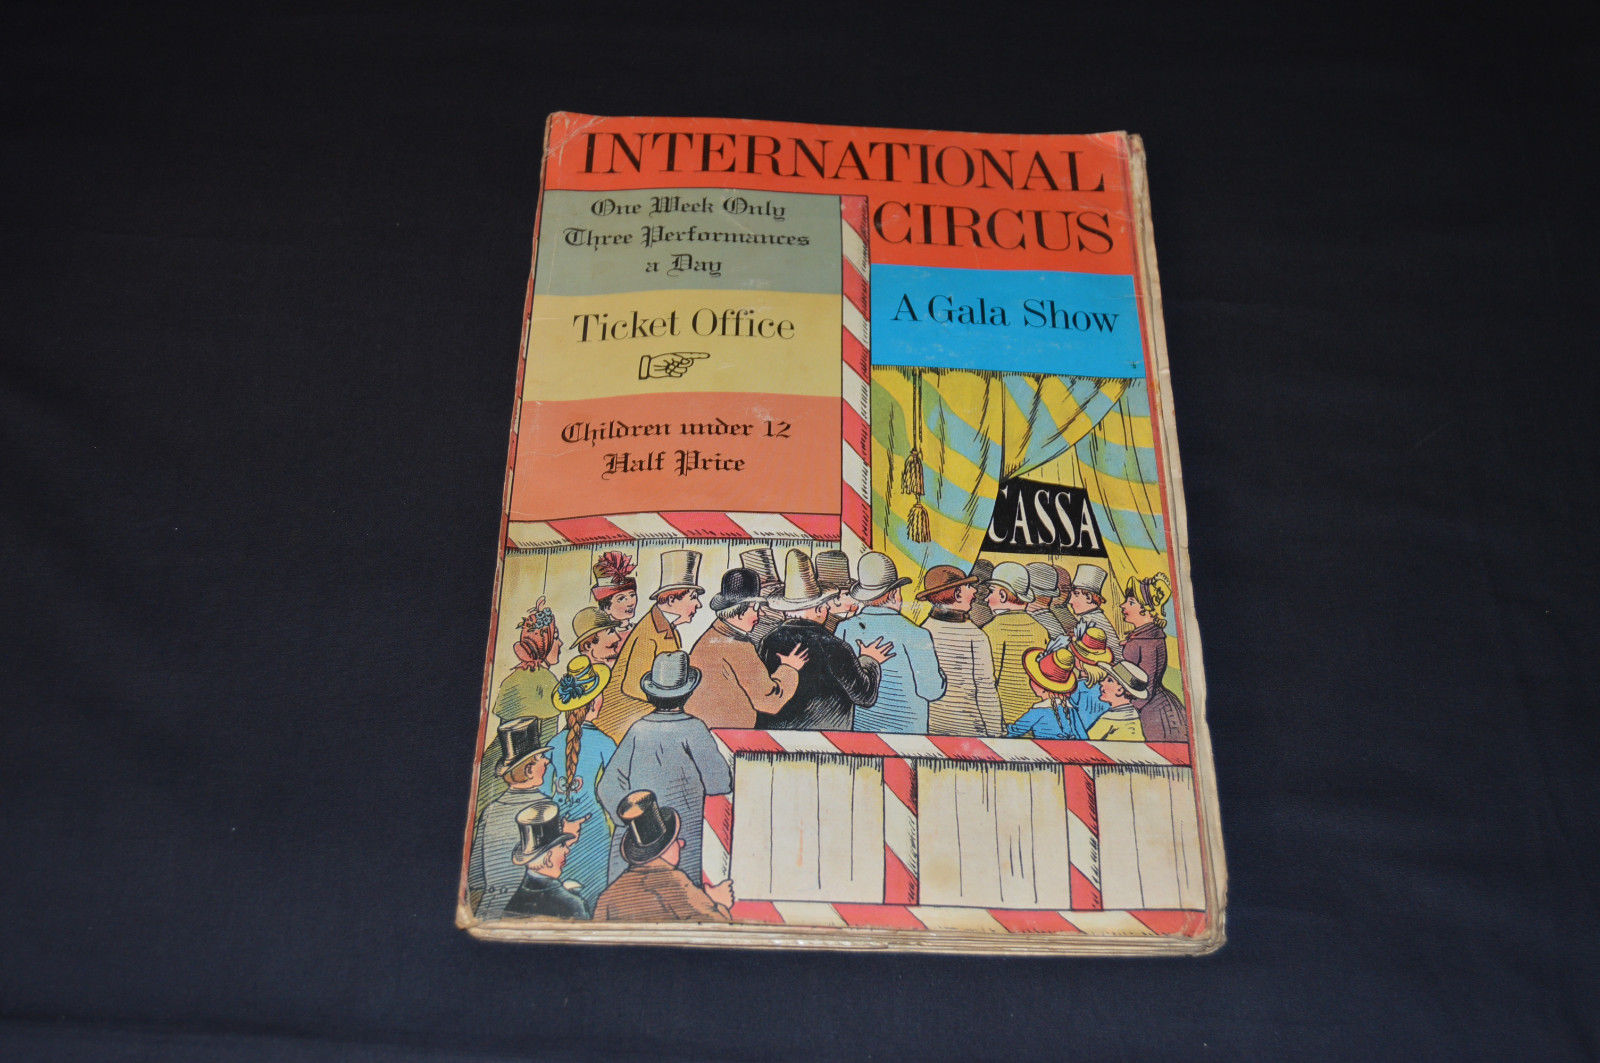 INTERNATIONAL
CIRCUS
One Week Only
Three Performances
a Day
Ticket Office
Children under 12
Half Price
A Gala Show
CASSA